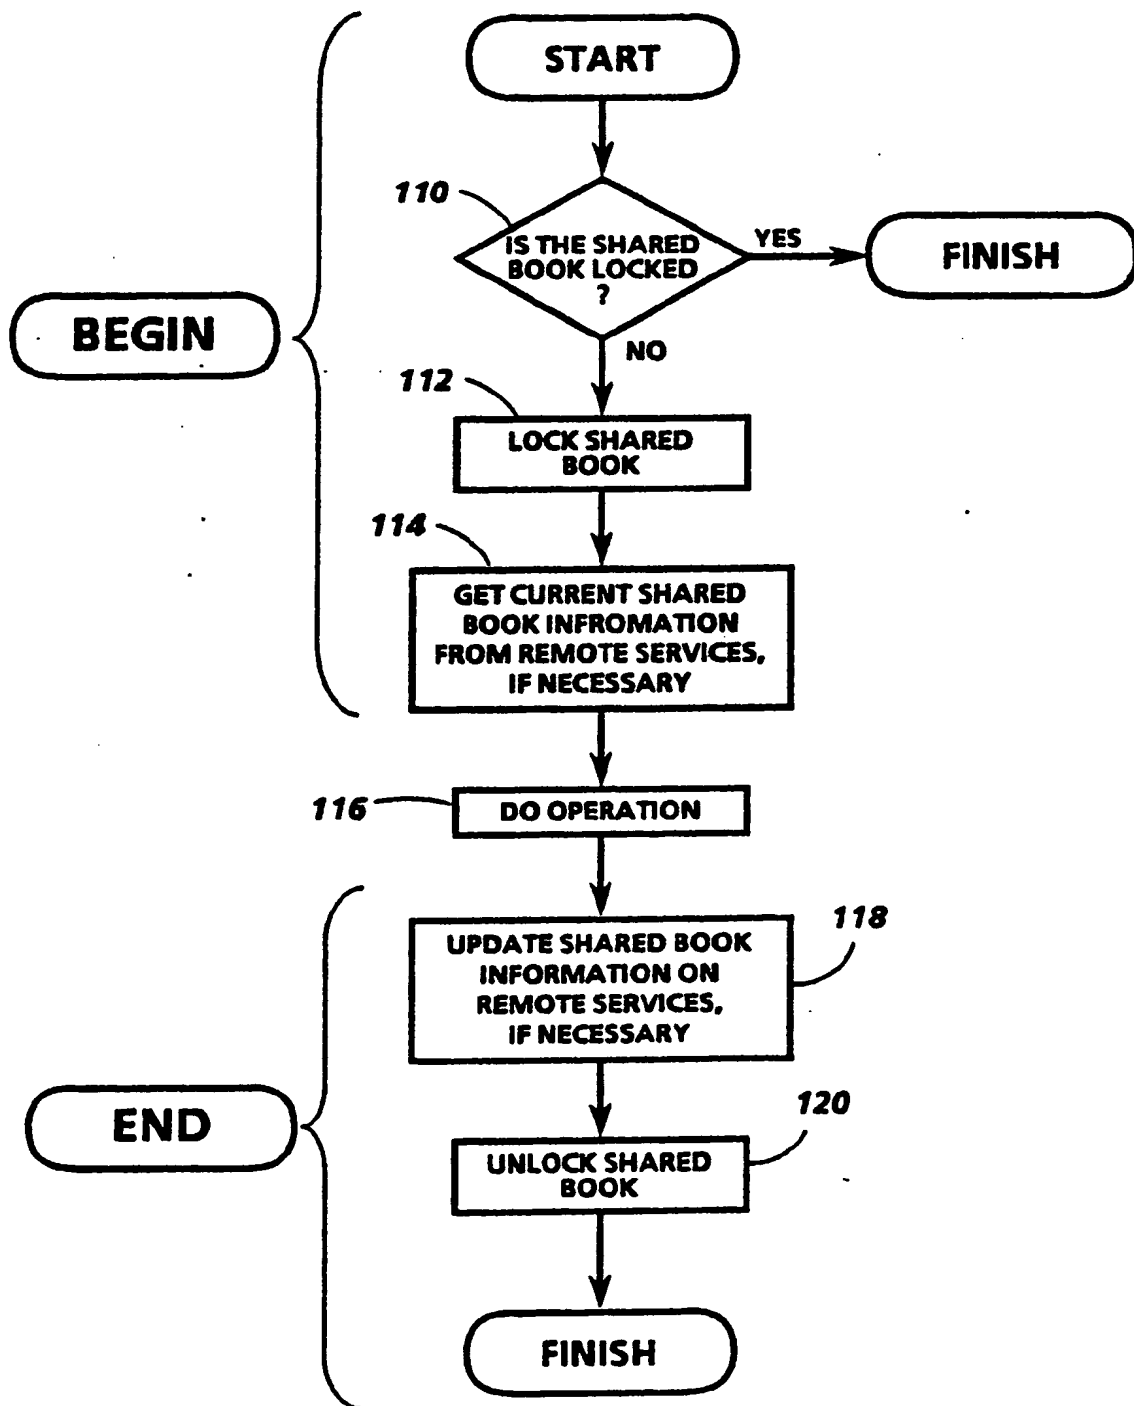 START
110
IS THE SHARED
BOOK LOCKED
?
YES
FINISH
BEGIN
NO
112
LOCK SHARED
BOOK
114
GET CURRENT SHARED
BOOK INFROMATION
FROM REMOTE SERVICES,
IF NECESSARY
116
DO OPERATION
118
UPDATE SHARED BOOK
INFORMATION ON
REMOTE SERVICES,
IF NECESSARY
END
120
UNLOCK SHARED
BOOK
FINISH